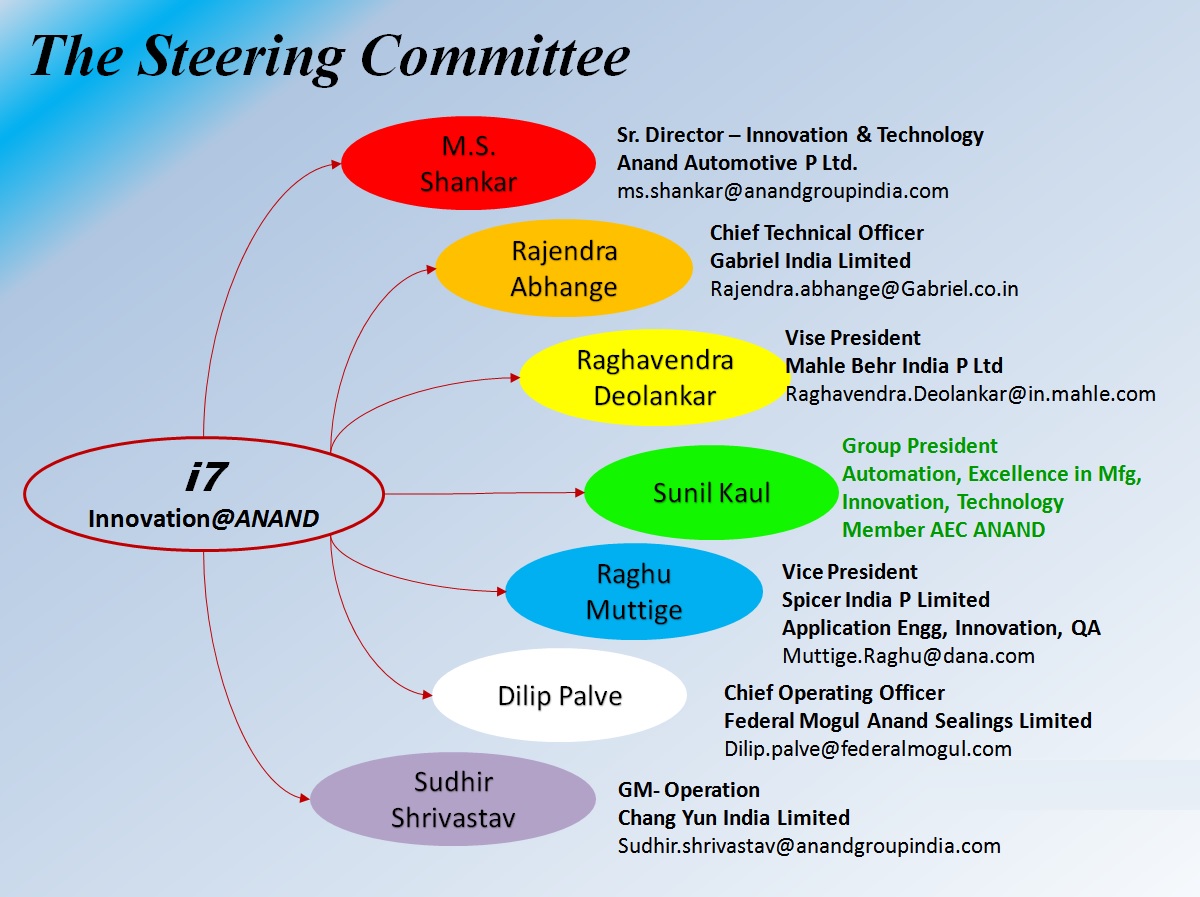 The Steering Committee
M.S.
Shankar
Sr. Director – Innovation & Technology
Anand Automotive P Ltd.
ms.shankar@anandgroupindia.com
Rajendra
Abhange
Chief Technical Officer
Gabriel India Limited
Rajendra.abhange@Gabriel.co.in
Raghavendra
Deolankar
Vise President
Mahle Behr India P Ltd
Raghavendra.Deolankar@in.mahle.com
i7
Innovation@ANAND
Sunil Kaul
Group President
Automation, Excellence in Mfg,
Innovation, Technology
Member AEC ANAND
Raghu
Muttige
Vice President
Spicer India P Limited
Application Engg, Innovation, QA
Muttige.Raghu@dana.com
Dilip Palve
Chief Operating Officer
Federal Mogul Anand Sealings Limited
Dilip.palve@federalmogul.com
Sudhir
Shrivastav
GM- Operation
Chang Yun India Limited
Sudhir.shrivastav@anandgroupindia.com